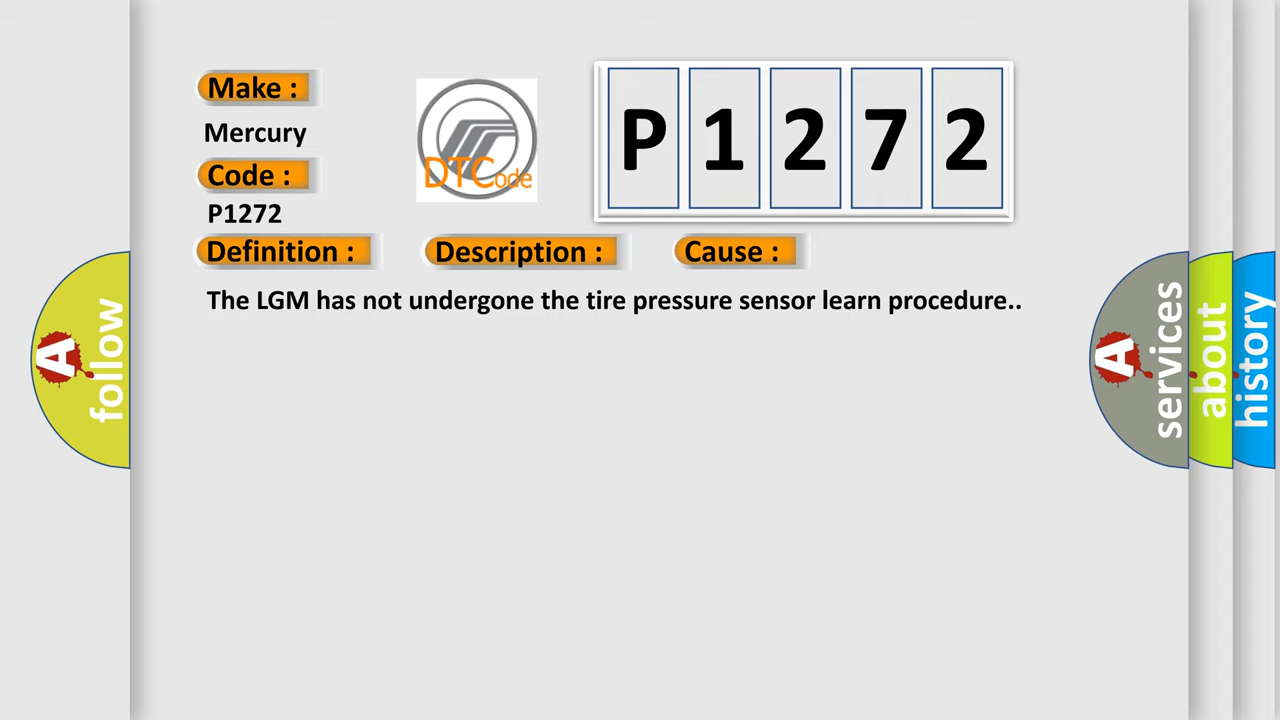 Make :
Mercury
Code :
P1272
DTCode
P 1 2 7 2
Definition :
Description :
Cause :
The LGM has not undergone the tire pressure sensor learn procedure..
A follow
A services
about
history